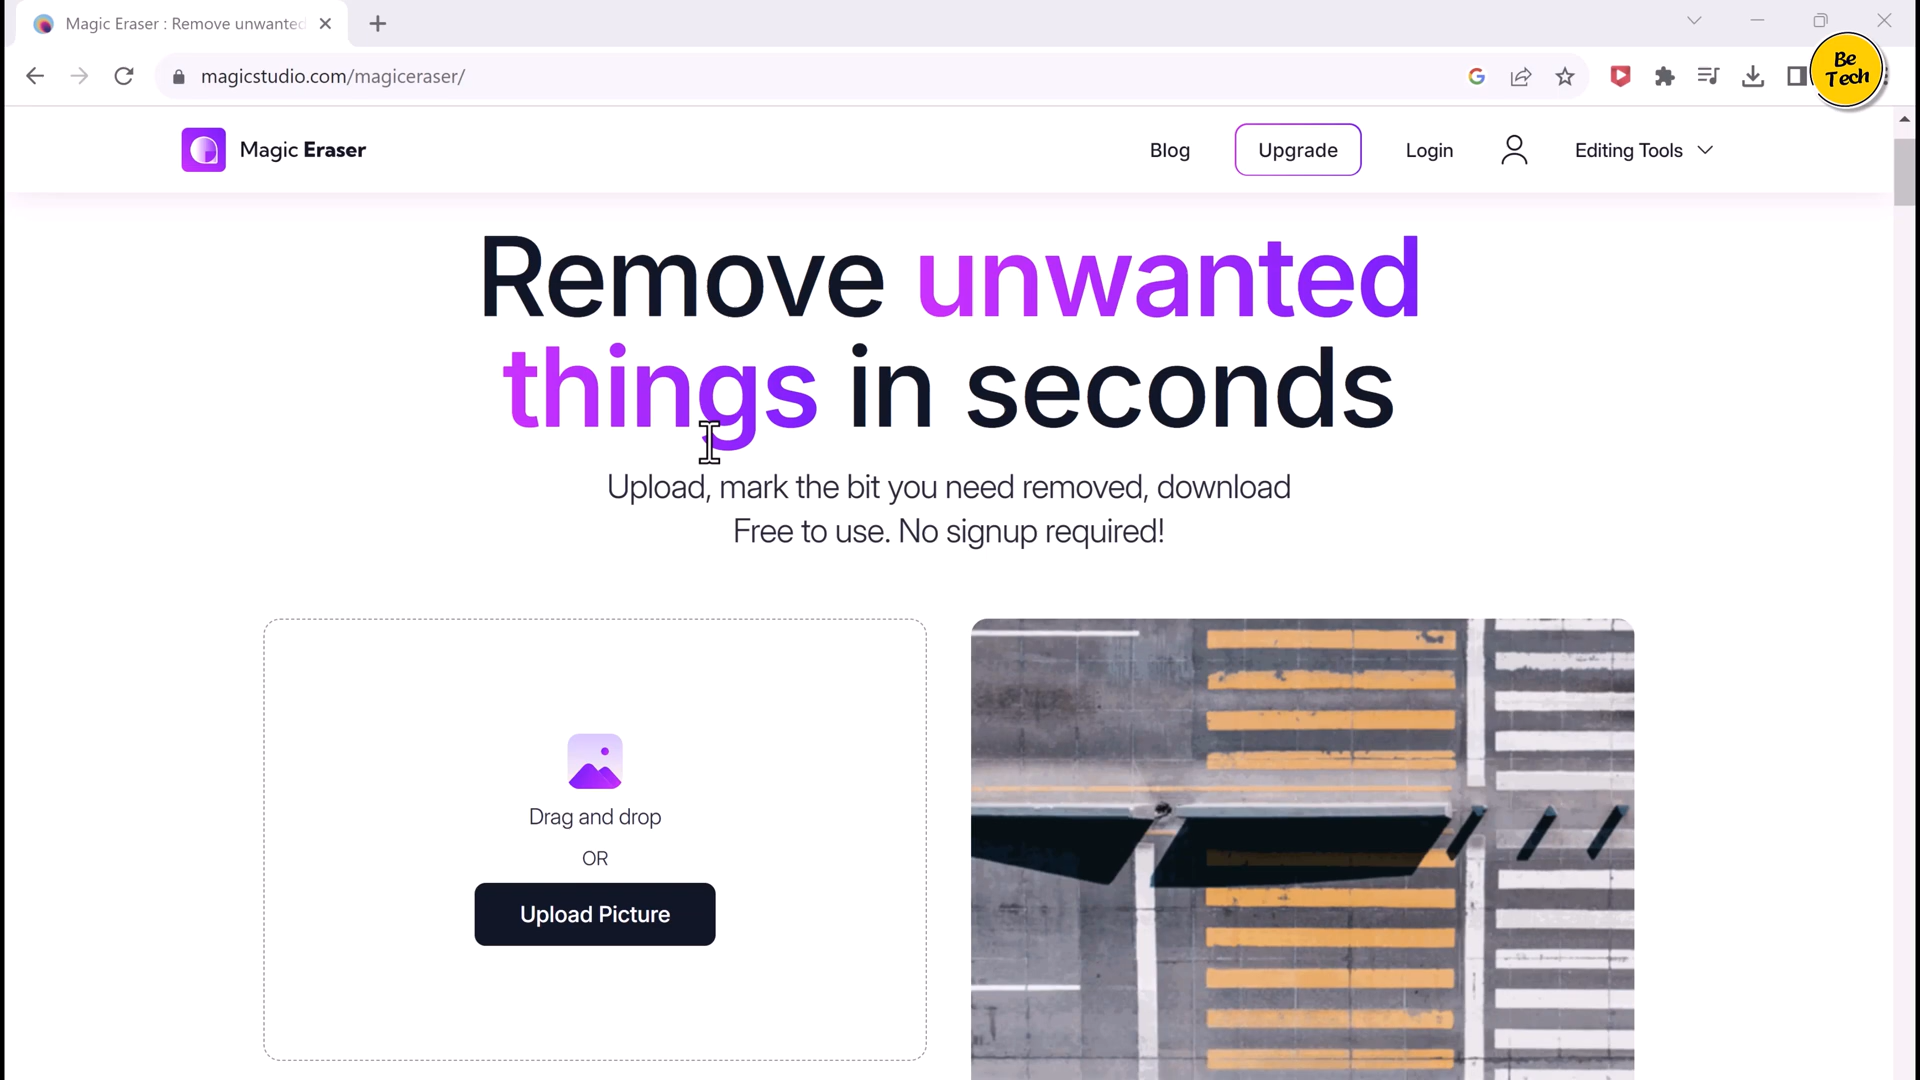 Magic Eraser : Remove unwanted
magicstudio.com/magiceraser/
Be
Tech
Magic Eraser
Blog
Upgrade
Login
Editing Tools
Remove unwanted
things in seconds
Upload, mark the bit you need removed, download
Free to use. No signup required!
Drag and drop
OR
Upload Picture